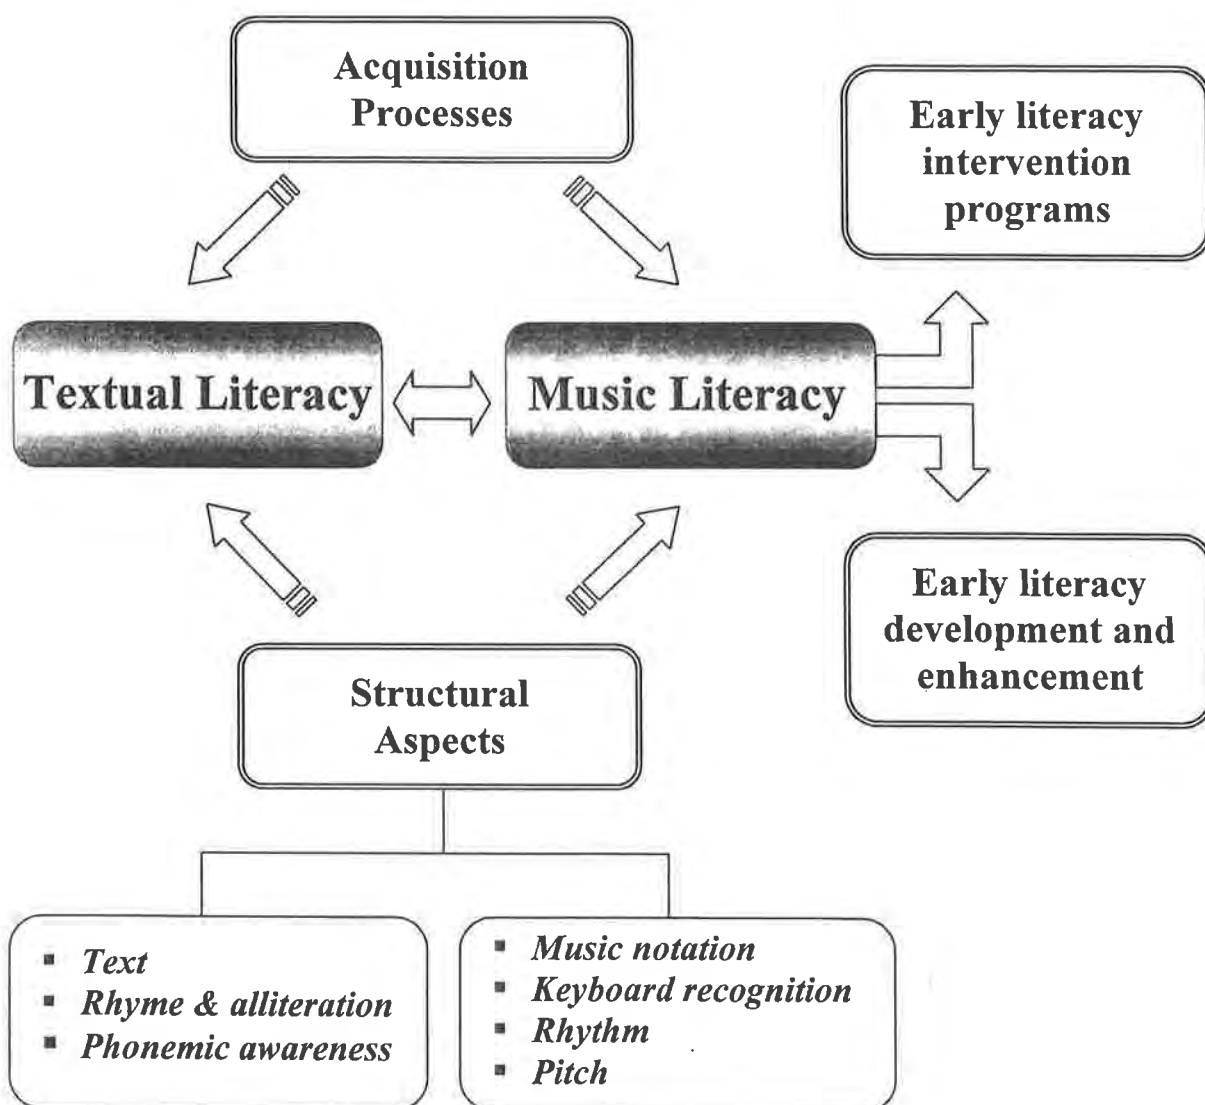 Acquisition
Processes
Early literacy
intervention
programs
Textual Literacy
Music Literacy
Early literacy
development and
enhancement
Structural
Aspects
▪ Text
▪ Rhyme & alliteration
▪ Phonemic awareness
▪ Music notation
▪ Keyboard recognition
▪ Rhythm
▪ Pitch